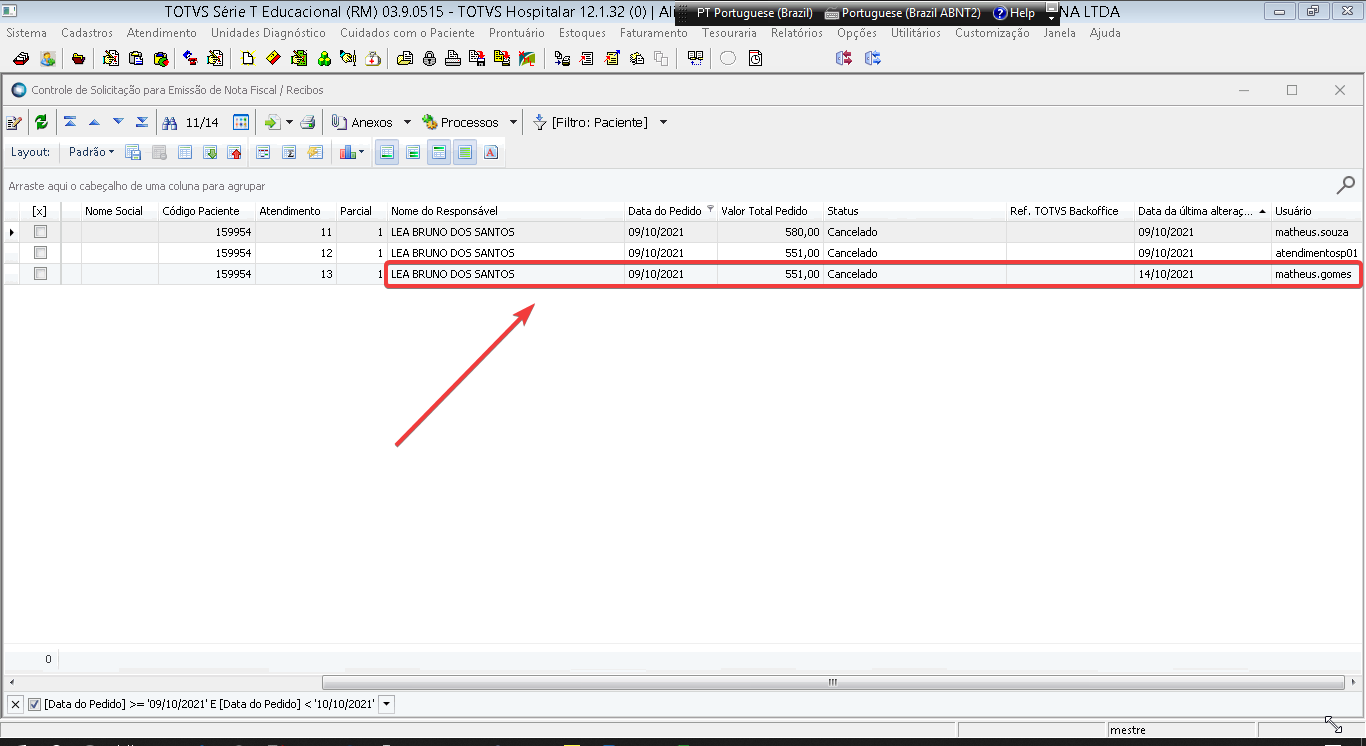 TOTVS Série T Educacional (RM) 03.9.0515 - TOTVS Hospitalar 12.1.32 (0) | Ali PT Portuguese (Brazil) Portuguese (Brazil ABNT2) Help NA LTDA
Sistema Cadastros Atendimento Unidades Diagnóstico Cuidados com o Paciente Prontuário Estoques Faturamento Tesouraria Relatórios Opções Utilitários Customização Janela Ajuda
Controle de Solicitação para Emissão de Nota Fiscal / Recibos
11/14 Anexos Processos [Filtro: Paciente]
Layout: Padrão
Arraste aqui o cabeçalho de uma coluna para agrupar
[x] Nome Social Código Paciente Atendimento Parcial Nome do Responsável Data do Pedido Valor Total Pedido Status Ref. TOTVS Backoffice Data da última alteraç... Usuário
159954 11 1 LEA BRUNO DOS SANTOS 09/10/2021 580,00 Cancelado 09/10/2021 matheus.souza
159954 12 1 LEA BRUNO DOS SANTOS 09/10/2021 551,00 Cancelado 09/10/2021 atendimentosp01
159954 13 1 LEA BRUNO DOS SANTOS 09/10/2021 551,00 Cancelado 14/10/2021 matheus.gomes
0
[Data do Pedido] >= '09/10/2021' E [Data do Pedido] < '10/10/2021'
mestre